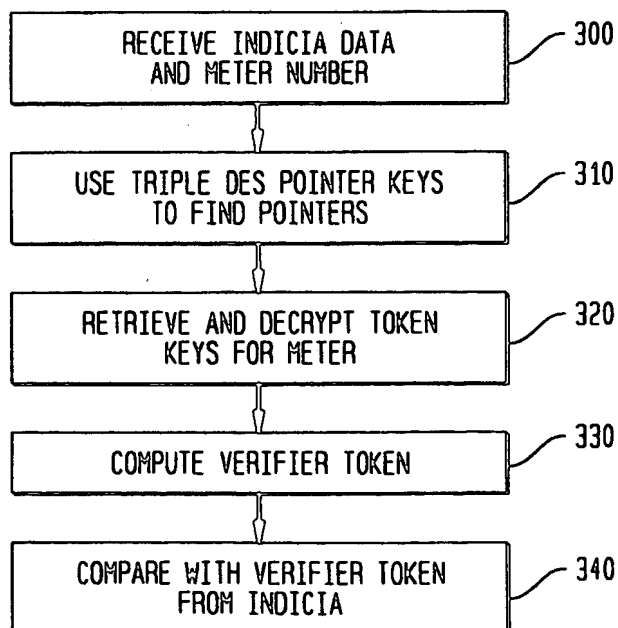 RECEIVE INDICIA DATA
AND METER NUMBER
300
USE TRIPLE DES POINTER KEYS
TO FIND POINTERS
310
RETRIEVE AND DECRYPT TOKEN
KEYS FOR METER
320
COMPUTE VERIFIER TOKEN
330
COMPARE WITH VERIFIER TOKEN
FROM INDICIA
340